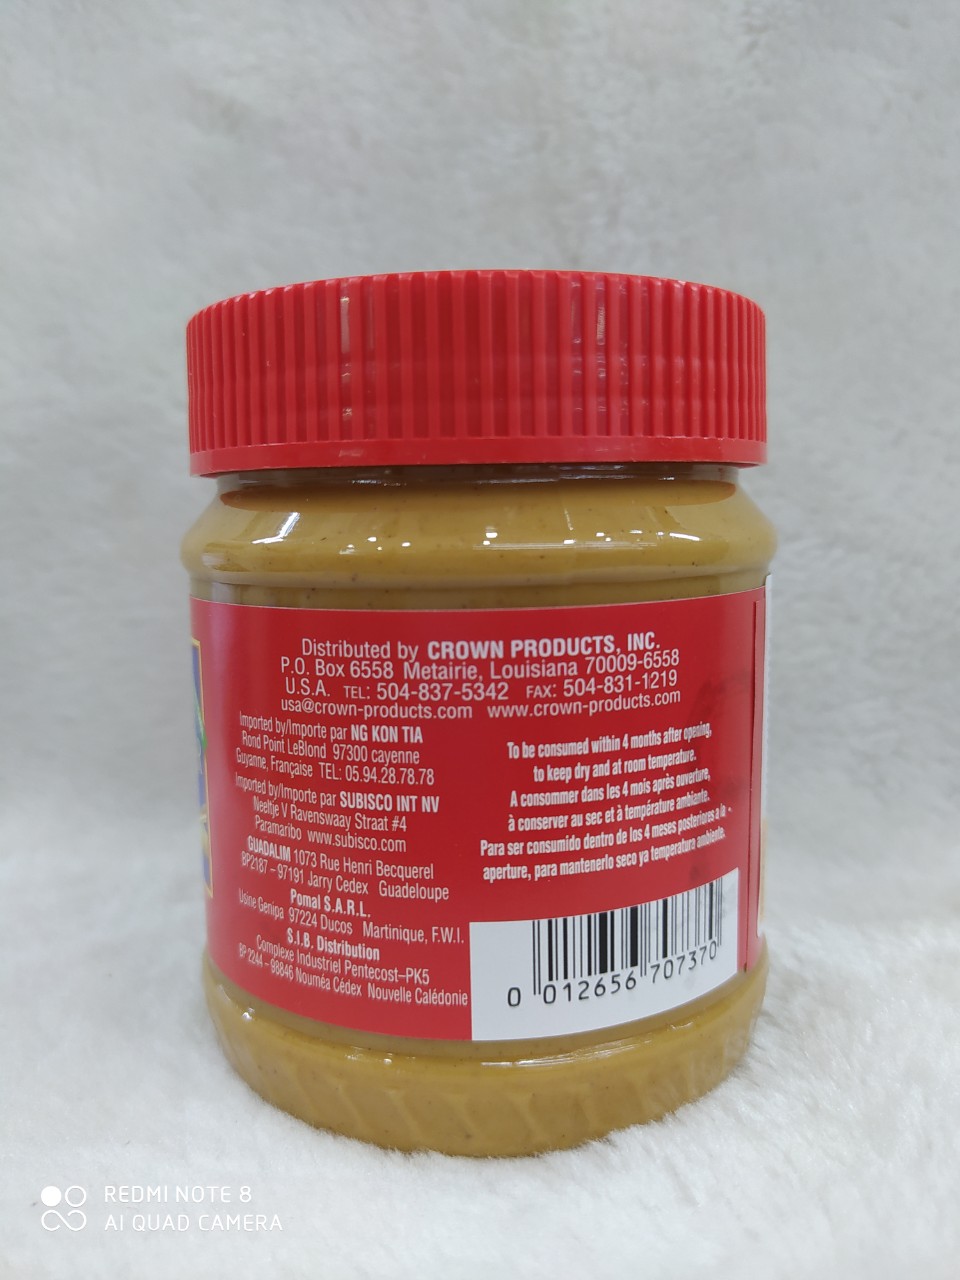 Distributed by CROWN PRODUCTS, INC.
P.O. Box 6558 Metairie, Louisiana 70009-6558
U.S.A. TEL: 504-837-5342 FAX: 504-831-1219
usa@crown-products.com www.crown-products.com
Imported by/Importe par NG KON TIA
Rond Point LeBlond 97300 cayenne
Guyanne, Française TEL: 05.94.28.78.78
Imported by/Importe par SUBISCO INT NV
Neeltje V Ravenswaay Straat #4
Paramaribo www.subisco.com
GUADALIM 1073 Rue Henri Becquerel
BP2187 – 97191 Jarry Cedex Guadeloupe
Pomal S.A.R.L.
Usine Genipa 97224 Ducos Martinique, F.W.I.
S.I.B. Distribution
Complexe Industriel Pentecost–PK5
BP 2244 – 98846 Nouméa Cédex Nouvelle Calédonie
To be consumed within 4 months after opening,
to keep dry and at room temperature.
A consommer dans les 4 mois après ouverture,
à conserver au sec et à température ambiante.
Para ser consumido dentro de los 4 meses posteriores a la -
aperture, para mantenerlo seco ya temperatura ambiente.
0 012656 707370
REDMI NOTE 8
AI QUAD CAMERA